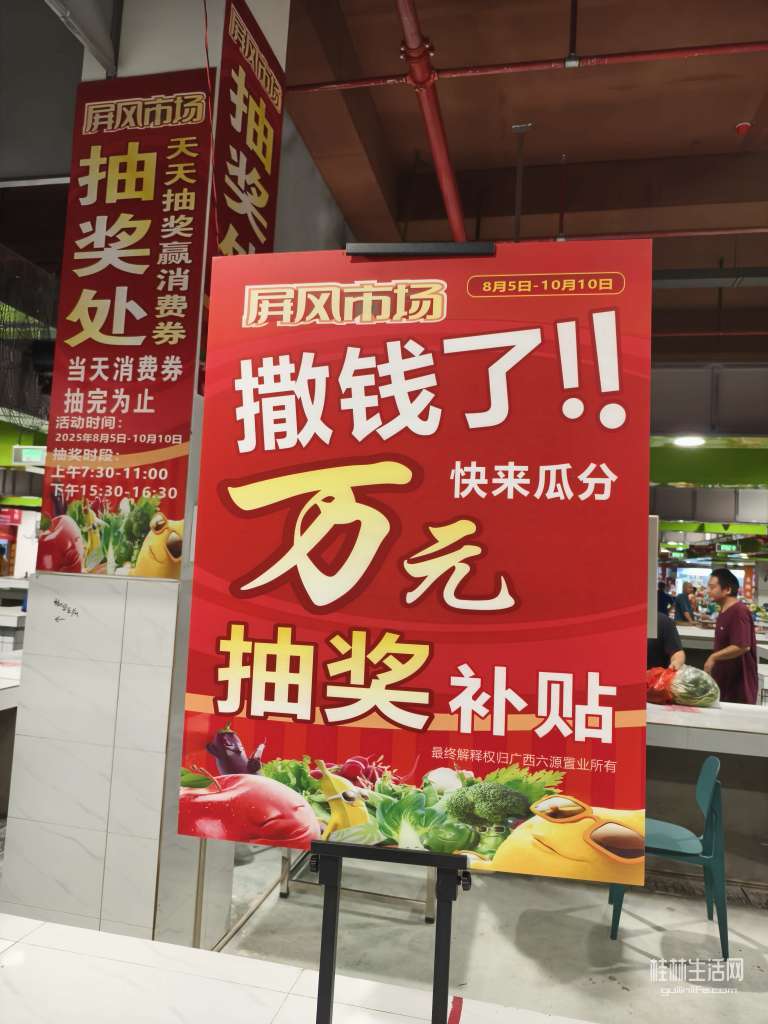 屏风市场
抽奖处
天天抽奖赢消费券
当天消费券
抽完为止
活动时间：
2025年8月5日-10月10日
抽奖时段：
上午7:30-11:00
下午15:30-16:30
屏风市场
抽奖处
屏风市场
8月5日-10月10日
撒钱了!!
快来瓜分
万元
抽奖补贴
最终解释权归广西六源置业所有
桂林生活网
guilinlife.com